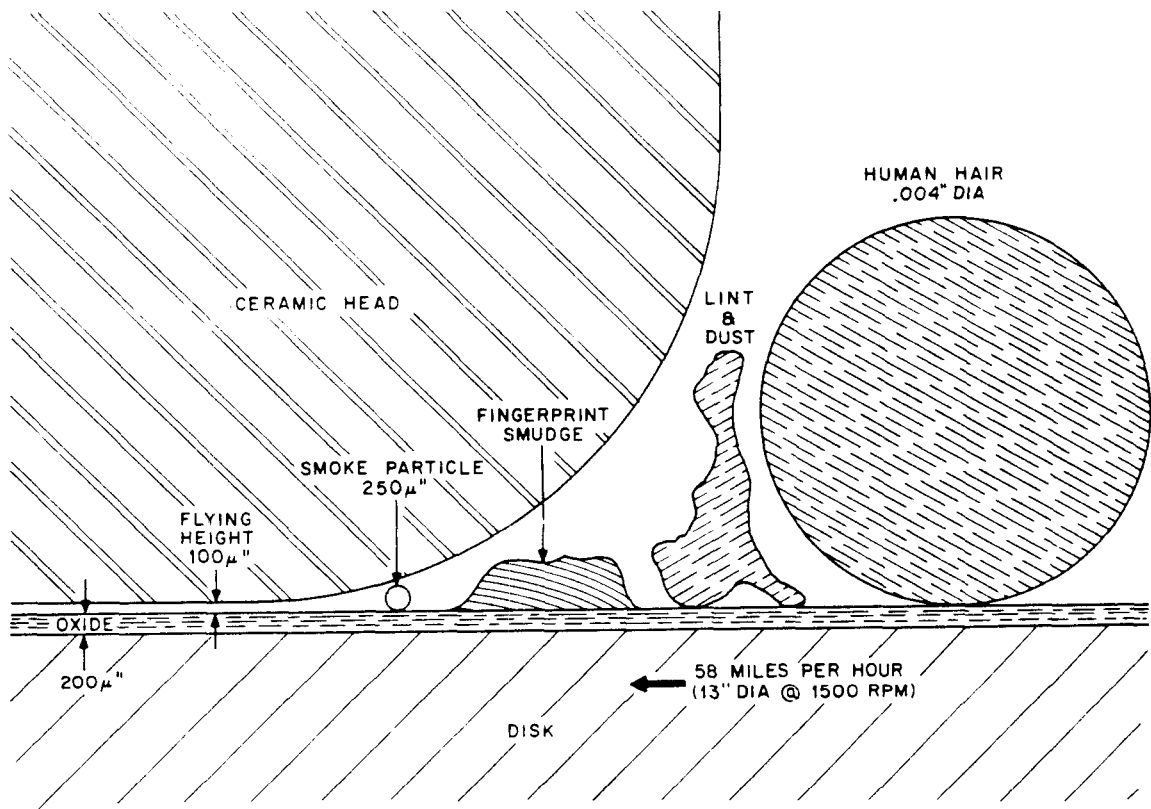 HUMAN HAIR
.004" DIA
LINT
&
DUST
CERAMIC HEAD
FINGERPRINT
SMUDGE
SMOKE PARTICLE
250μ"
FLYING
HEIGHT
100μ"
OXIDE
200μ"
58 MILES PER HOUR
(13" DIA @ 1500 RPM)
DISK